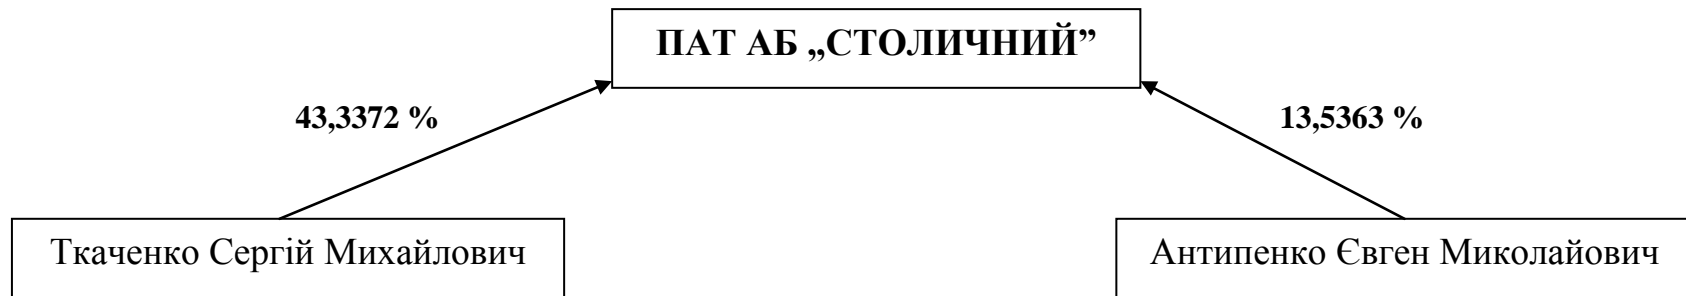 ПАТ АБ „СТОЛИЧНИЙ”
43,3372 %
13,5363 %
Ткаченко Сергій Михайлович
Антипенко Євген Миколайович